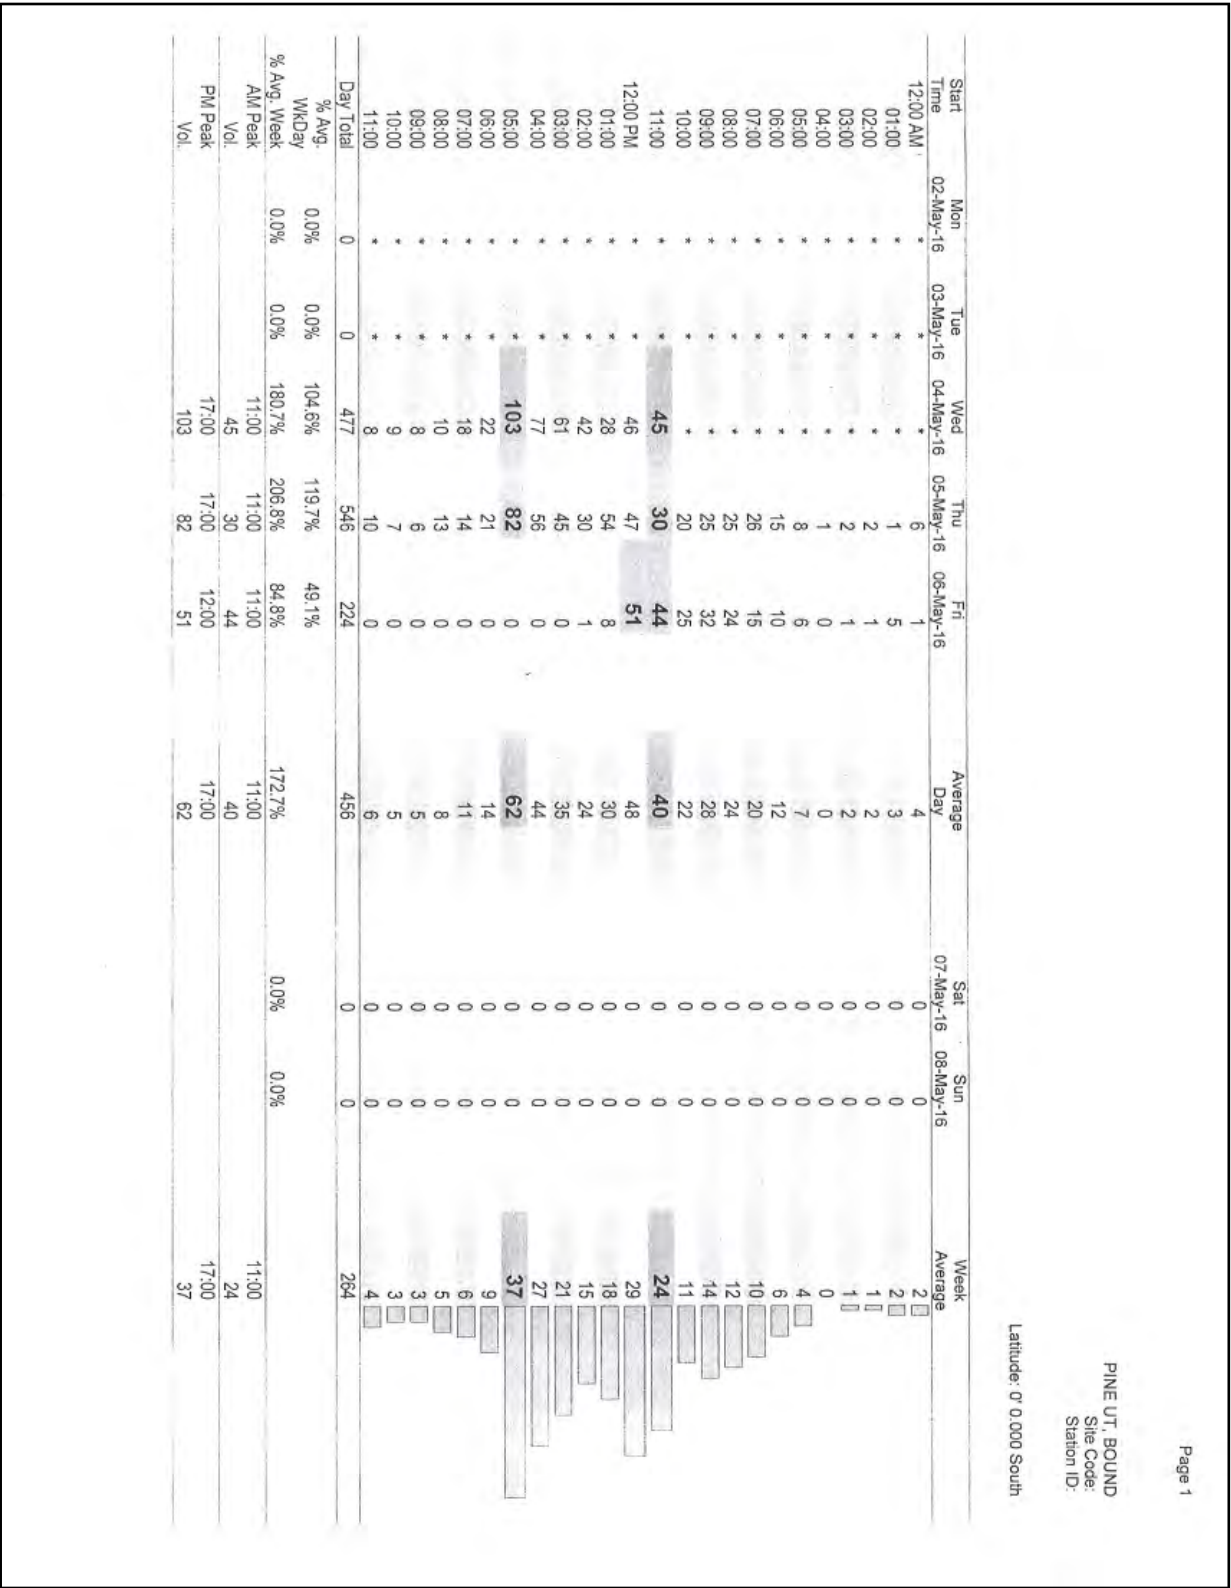 Page 1
PINE UT, BOUND
Site Code:
Station ID:
Latitude: 0' 0.000 South
Start Mon Tue Wed Thu Fri Average Sat Sun Week
Time 02-May-16 03-May-16 04-May-16 05-May-16 06-May-16 Day 07-May-16 08-May-16 Average
12:00 AM * * * 6 1 4 0 0 2
01:00 * * * 1 5 3 0 0 2
02:00 * * * 2 1 2 0 0 1
03:00 * * * 2 1 2 0 0 1
04:00 * * * 1 0 0 0 0 0
05:00 * * * 8 6 7 0 0 4
06:00 * * * 15 10 12 0 0 6
07:00 * * * 26 15 20 0 0 10
08:00 * * * 25 24 24 0 0 12
09:00 * * * 25 32 28 0 0 14
10:00 * * * 20 25 22 0 0 11
11:00 * * 45 30 44 40 0 0 24
12:00 PM * * 46 47 51 48 0 0 29
01:00 * * 28 54 8 30 0 0 18
02:00 * * 42 30 1 24 0 0 15
03:00 * * 61 45 0 35 0 0 21
04:00 * * 77 56 0 44 0 0 27
05:00 * * 103 82 0 62 0 0 37
06:00 * * 22 21 0 14 0 0 9
07:00 * * 18 14 0 11 0 0 6
08:00 * * 10 13 0 8 0 0 5
09:00 * * 8 6 0 5 0 0 3
10:00 * * 9 7 0 5 0 0 3
11:00 * * 8 10 0 6 0 0 4
Day Total 0 0 477 546 224 456 0 0 264
% Avg.
WkDay 0.0% 0.0% 104.6% 119.7% 49.1%
% Avg. Week 0.0% 0.0% 180.7% 206.8% 84.8% 172.7% 0.0% 0.0%
AM Peak 11:00 11:00 11:00 11:00 11:00
Vol. 45 30 44 40 24
PM Peak 17:00 17:00 12:00 17:00 17:00
Vol. 103 82 51 62 37